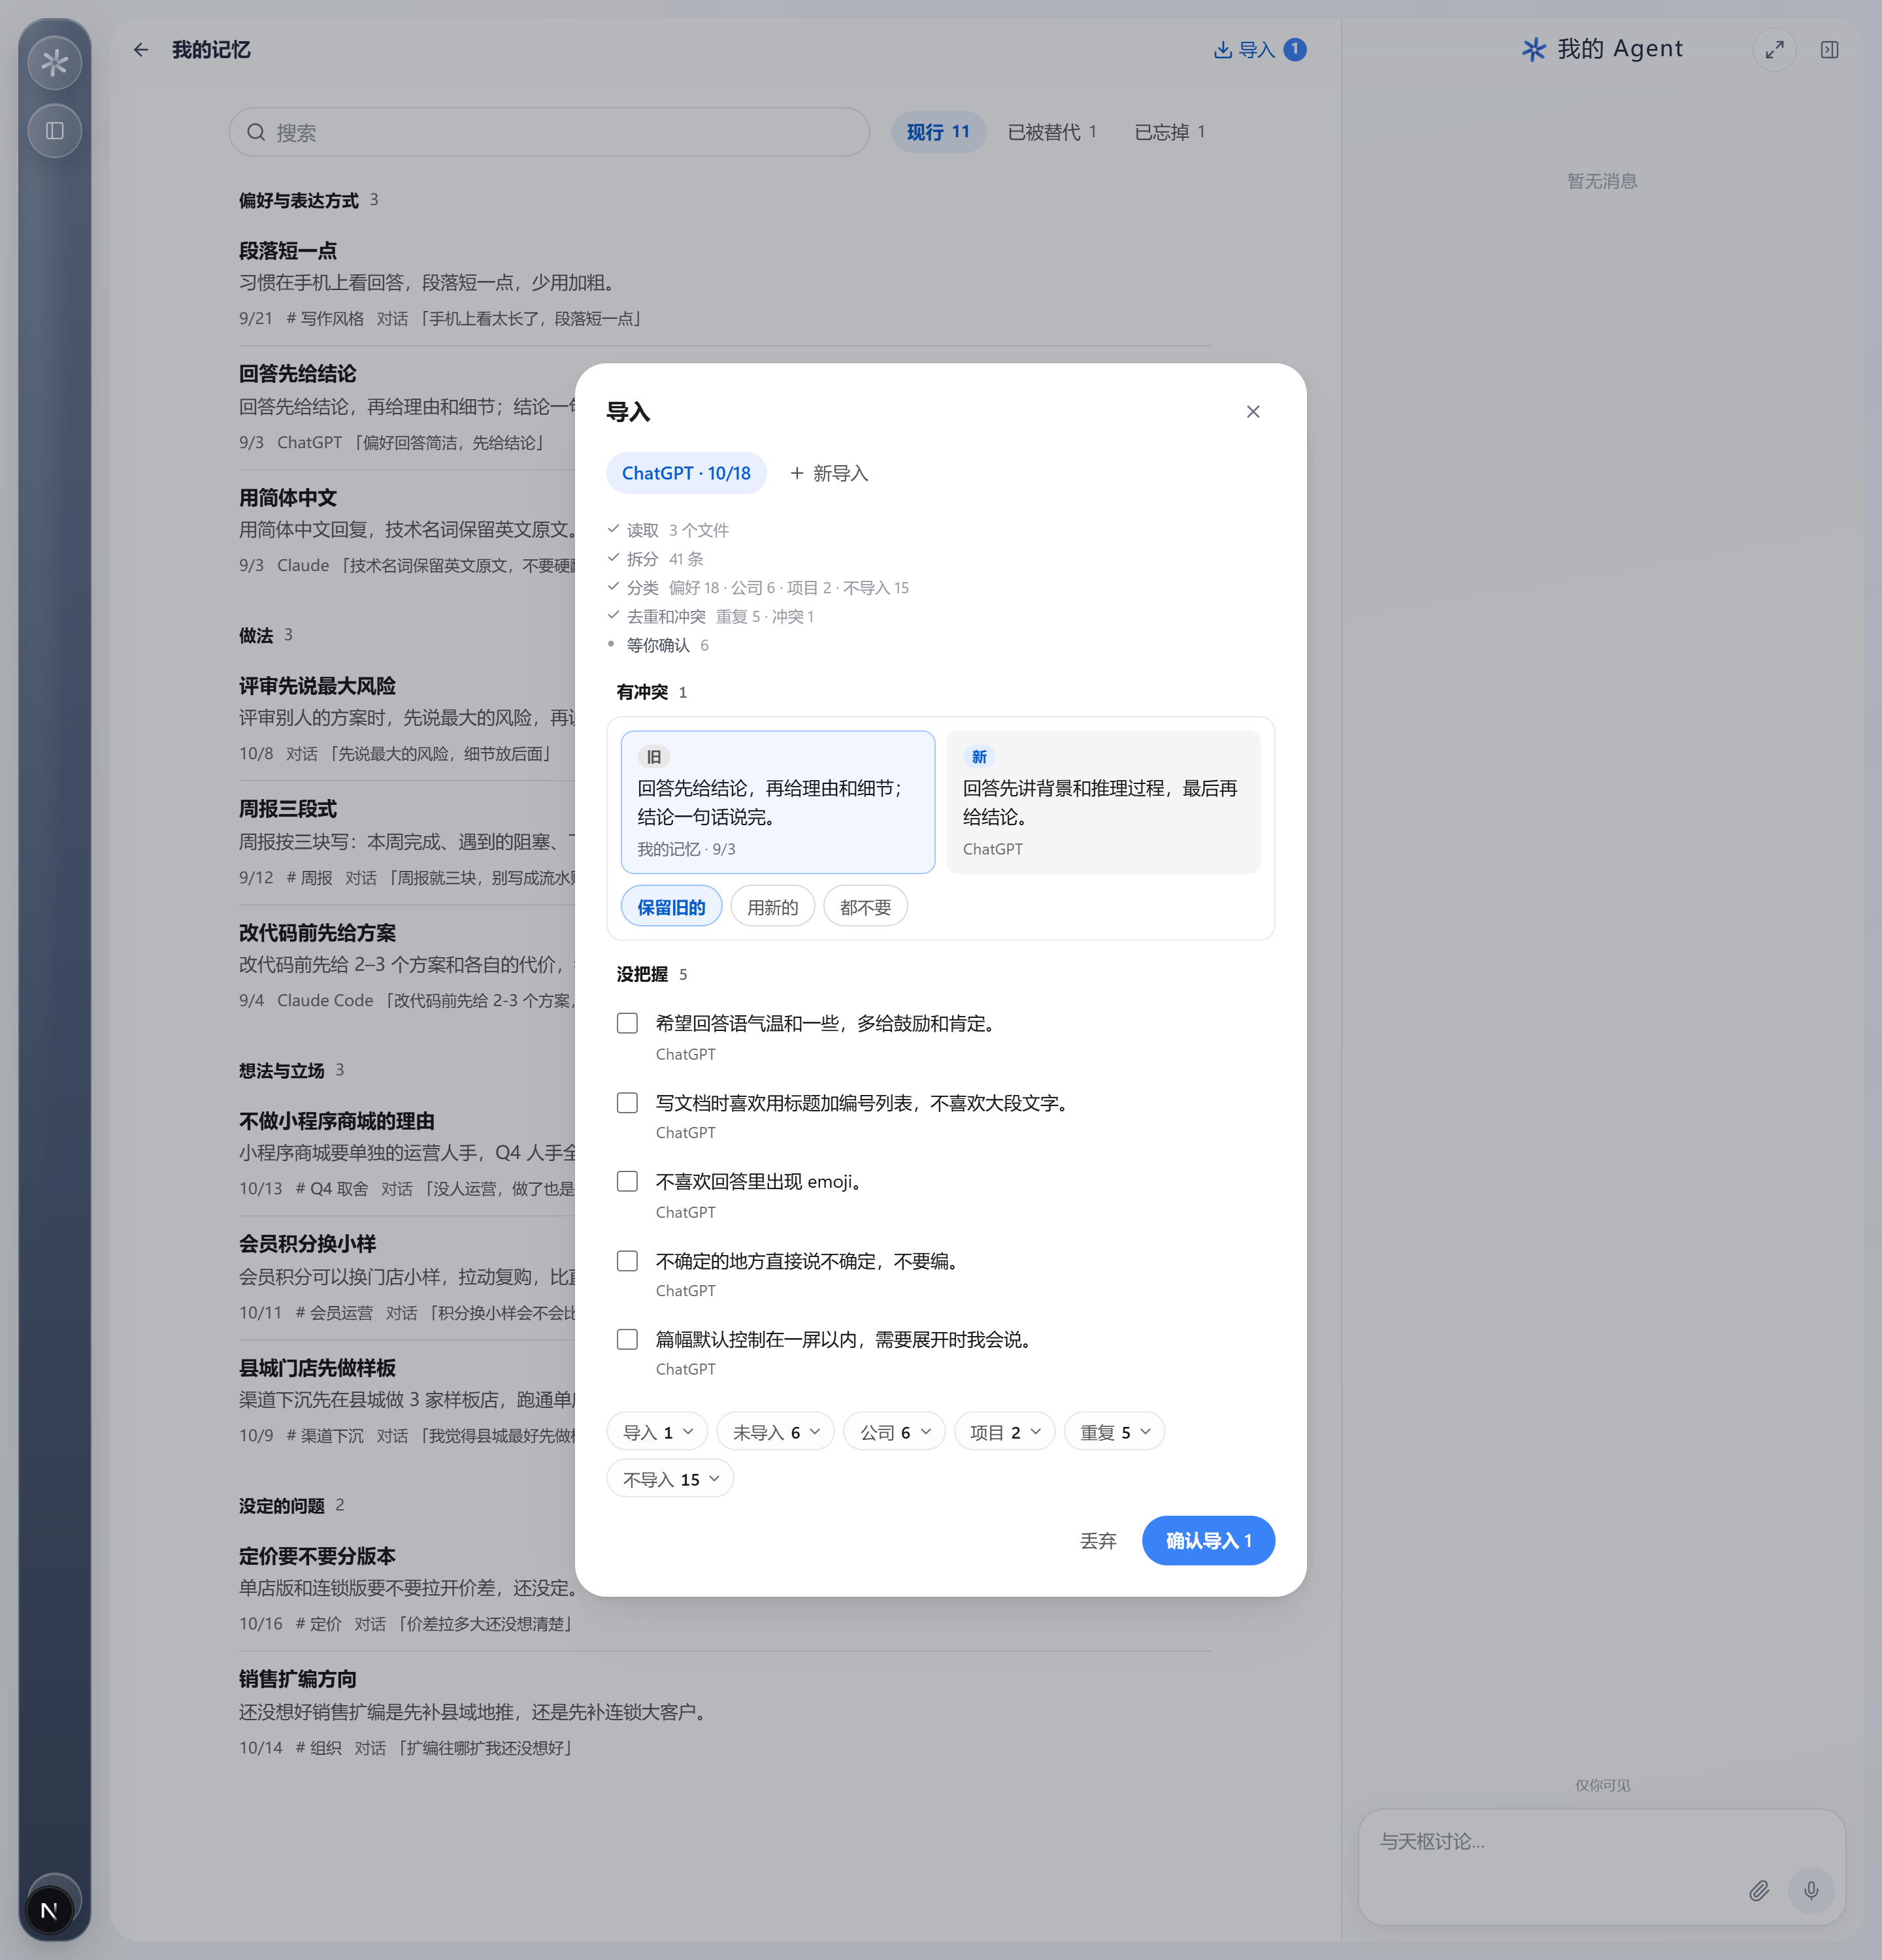 我的记忆
导入 1
我的 Agent
搜索
现行 11
已被替代 1
已忘掉 1
暂无消息
偏好与表达方式 3
段落短一点
习惯在手机上看回答，段落短一点，少用加粗。
9/21 # 写作风格 对话 「手机上看太长了，段落短一点」
回答先给结论
回答先给结论，再给理由和细节；结论一
9/3 ChatGPT 「偏好回答简洁，先给结论」
用简体中文
用简体中文回复，技术名词保留英文原文。
9/3 Claude 「技术名词保留英文原文，不要硬
做法 3
评审先说最大风险
评审别人的方案时，先说最大的风险，再
10/8 对话 「先说最大的风险，细节放后面」
周报三段式
周报按三块写：本周完成、遇到的阻塞、
9/12 # 周报 对话 「周报就三块，别写成流水
改代码前先给方案
改代码前先给 2–3 个方案和各自的代价，
9/4 Claude Code 「改代码前先给 2-3 个方案，
想法与立场 3
不做小程序商城的理由
小程序商城要单独的运营人手，Q4 人手全
10/13 # Q4 取舍 对话 「没人运营，做了也是
会员积分换小样
会员积分可以换门店小样，拉动复购，比
10/11 # 会员运营 对话 「积分换小样会不会比
县城门店先做样板
渠道下沉先在县城做 3 家样板店，跑通单
10/9 # 渠道下沉 对话 「我觉得县城最好先做
没定的问题 2
定价要不要分版本
单店版和连锁版要不要拉开价差，还没定。
10/16 # 定价 对话 「价差拉多大还没想清楚」
销售扩编方向
还没想好销售扩编是先补县域地推，还是先补连锁大客户。
10/14 # 组织 对话 「扩编往哪扩我还没想好」
导入
ChatGPT · 10/18
新导入
读取 3 个文件
拆分 41 条
分类 偏好 18 · 公司 6 · 项目 2 · 不导入 15
去重和冲突 重复 5 · 冲突 1
等你确认 6
有冲突 1
旧
回答先给结论，再给理由和细节；
结论一句话说完。
我的记忆 · 9/3
新
回答先讲背景和推理过程，最后再
给结论。
ChatGPT
保留旧的
用新的
都不要
没把握 5
希望回答语气温和一些，多给鼓励和肯定。
ChatGPT
写文档时喜欢用标题加编号列表，不喜欢大段文字。
ChatGPT
不喜欢回答里出现 emoji。
ChatGPT
不确定的地方直接说不确定，不要编。
ChatGPT
篇幅默认控制在一屏以内，需要展开时我会说。
ChatGPT
导入 1
未导入 6
公司 6
项目 2
重复 5
不导入 15
丢弃
确认导入 1
仅你可见
与天枢讨论...
N